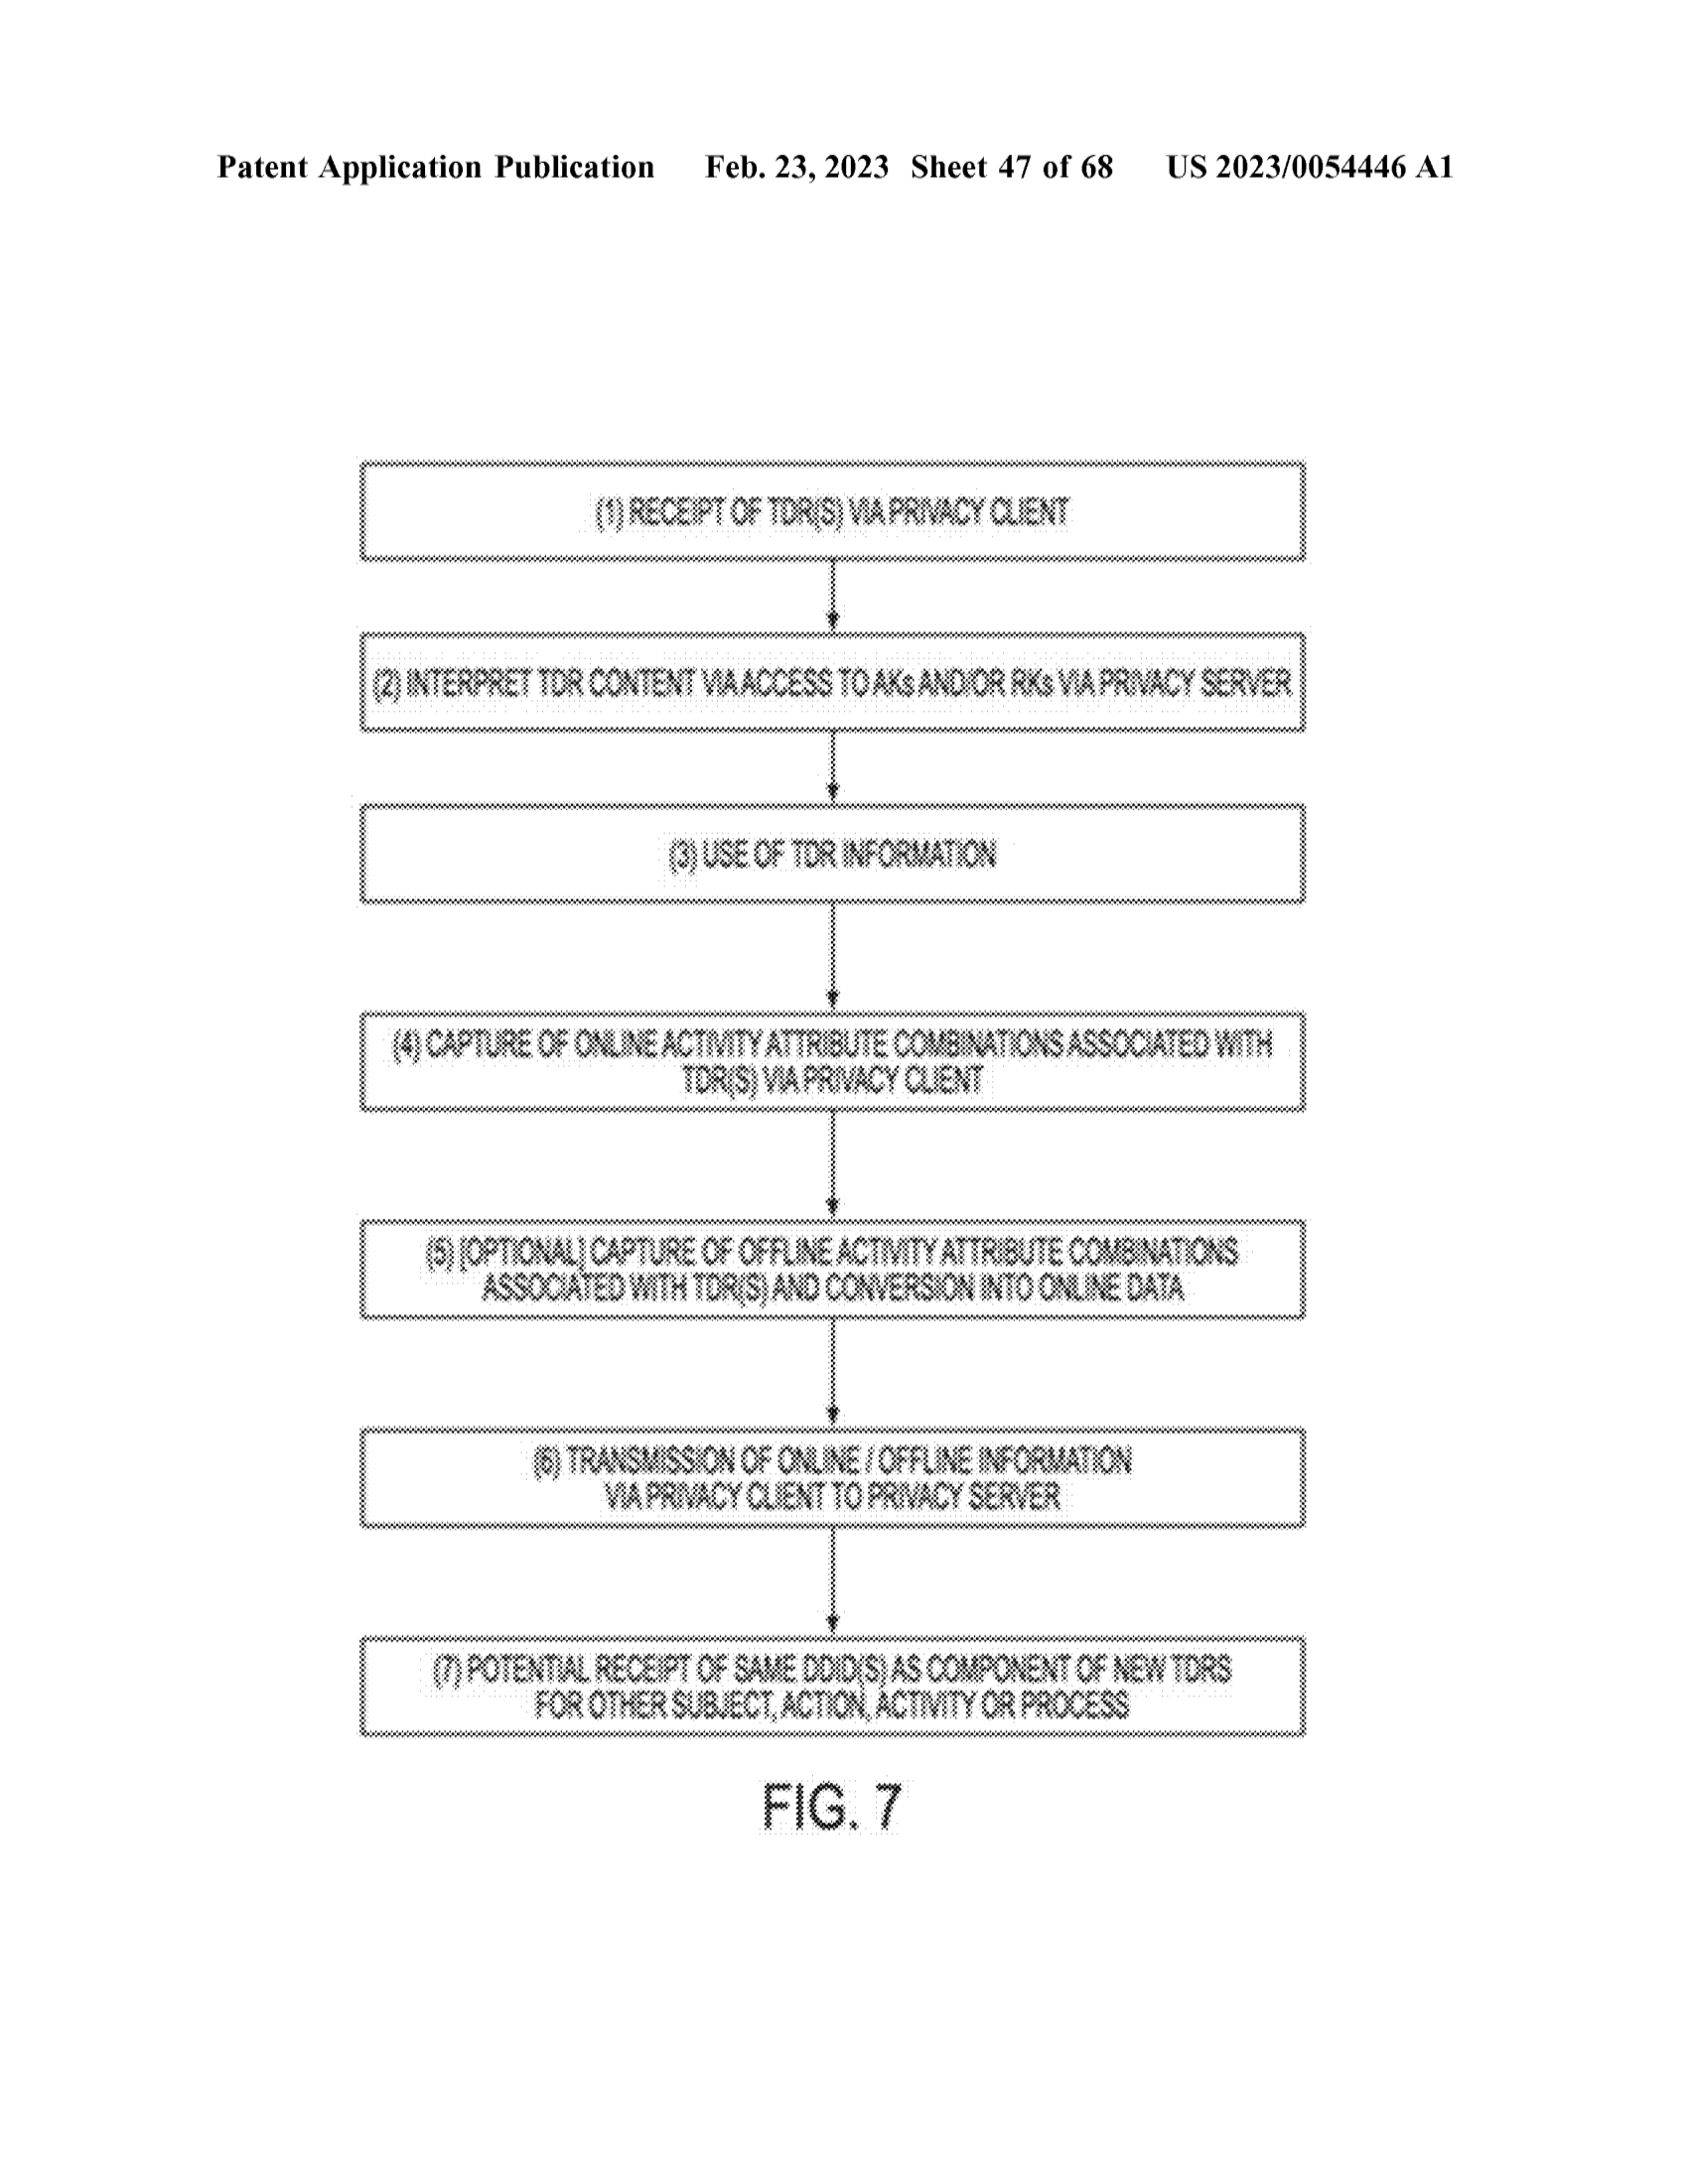 Patent Application Publication Feb. 23, 2023 Sheet 47 of 68 US 2023/0054446 A1
(1) RECEIPT OF TDR(S) VIA PRIVACY CLIENT
(2) INTERPRET TDR CONTENT VIA ACCESS TO AKs AND/OR RKs VIA PRIVACY SERVER
(3) USE OF TDR INFORMATION
(4) CAPTURE OF ONLINE ACTIVITY ATTRIBUTE COMBINATIONS ASSOCIATED WITH
TDR(S) VIA PRIVACY CLIENT
(5) [OPTIONAL] CAPTURE OF OFFLINE ACTIVITY ATTRIBUTE COMBINATIONS
ASSOCIATED WITH TDR(S) AND CONVERSION INTO ONLINE DATA
(6) TRANSMISSION OF ONLINE / OFFLINE INFORMATION
VIA PRIVACY CLIENT TO PRIVACY SERVER
(7) POTENTIAL RECEIPT OF SAME DDID(S) AS COMPONENT OF NEW TDRS
FOR OTHER SUBJECT, ACTION, ACTIVITY OR PROCESS
FIG. 7